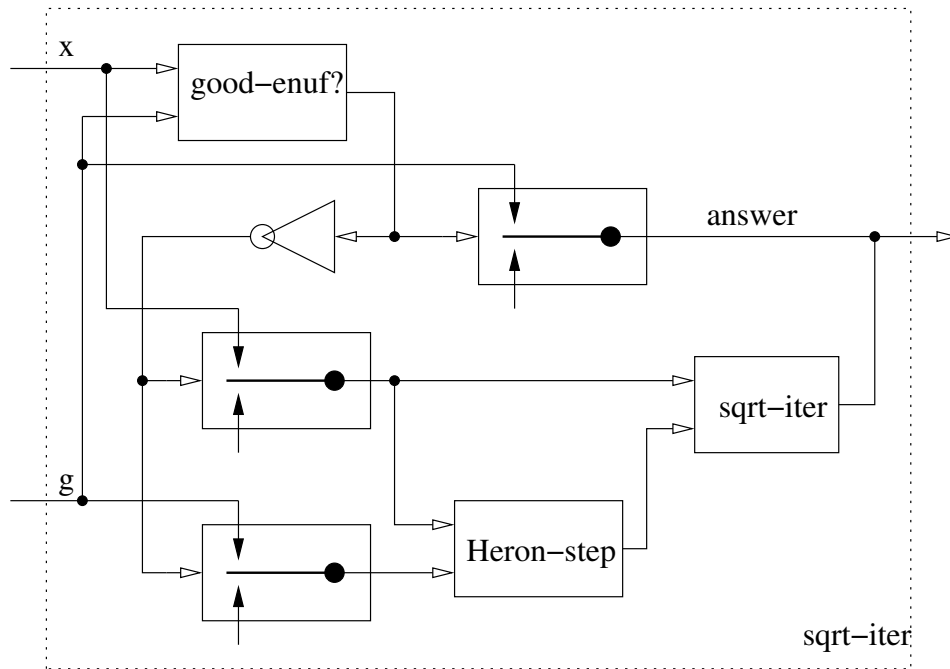 x
good−enuf?
answer
sqrt−iter
g
Heron−step
sqrt−iter